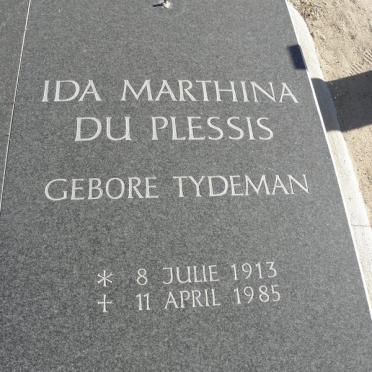 IDA MARTHINA
DU PLESSIS
GEBORE TYDEMAN
* 8 JULIE 1913
+ 11 APRIL 1985